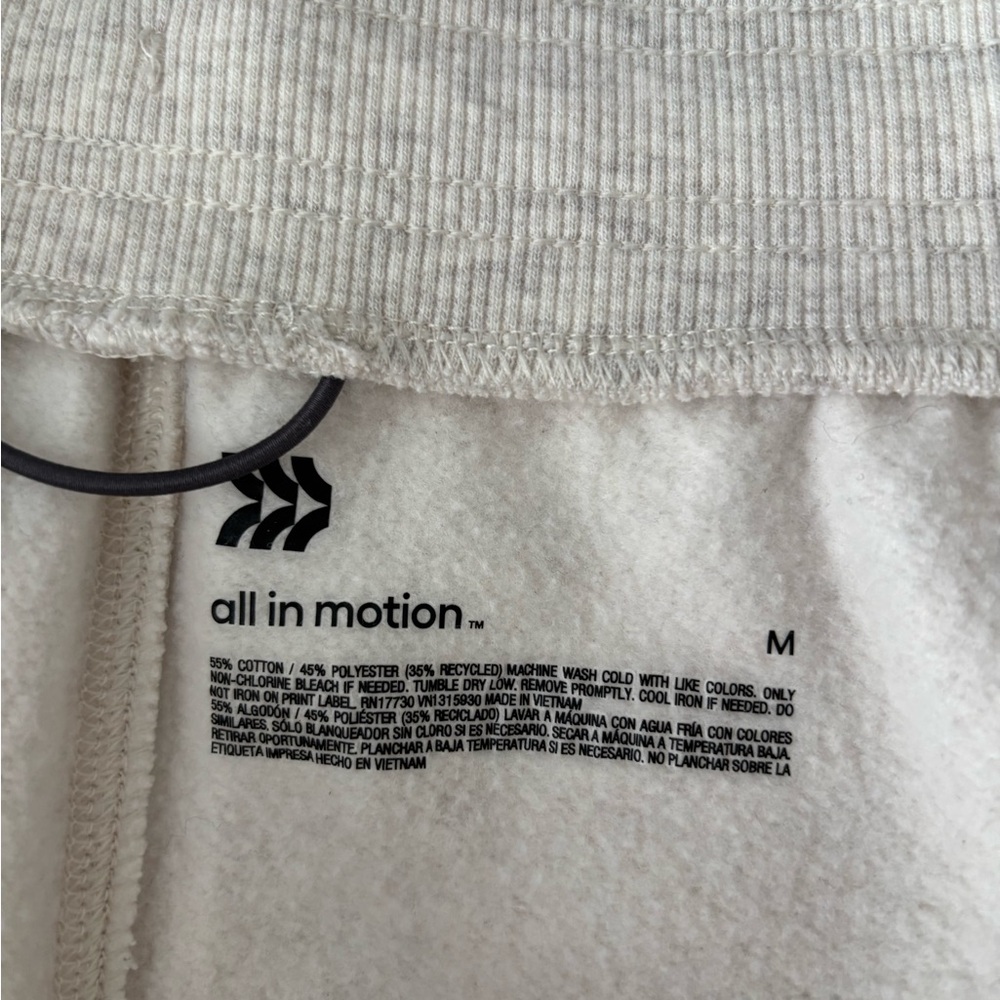 all in motion™
M
55% COTTON / 45% POLYESTER (35% RECYCLED) MACHINE WASH COLD WITH LIKE COLORS. ONLY
NON-CHLORINE BLEACH IF NEEDED. TUMBLE DRY LOW. REMOVE PROMPTLY. COOL IRON IF NEEDED. DO
NOT IRON ON PRINT LABEL. RN17730 VN1315930 MADE IN VIETNAM
55% ALGODÓN / 45% POLIÉSTER (35% RECICLADO) LAVAR A MÁQUINA CON AGUA FRÍA CON COLORES
SIMILARES. SÓLO BLANQUEADOR SIN CLORO SI ES NECESARIO. SECAR A MÁQUINA A TEMPERATURA BAJA.
RETIRAR OPORTUNAMENTE. PLANCHAR A BAJA TEMPERATURA SI ES NECESARIO. NO PLANCHAR SOBRE LA
ETIQUETA IMPRESA HECHO EN VIETNAM